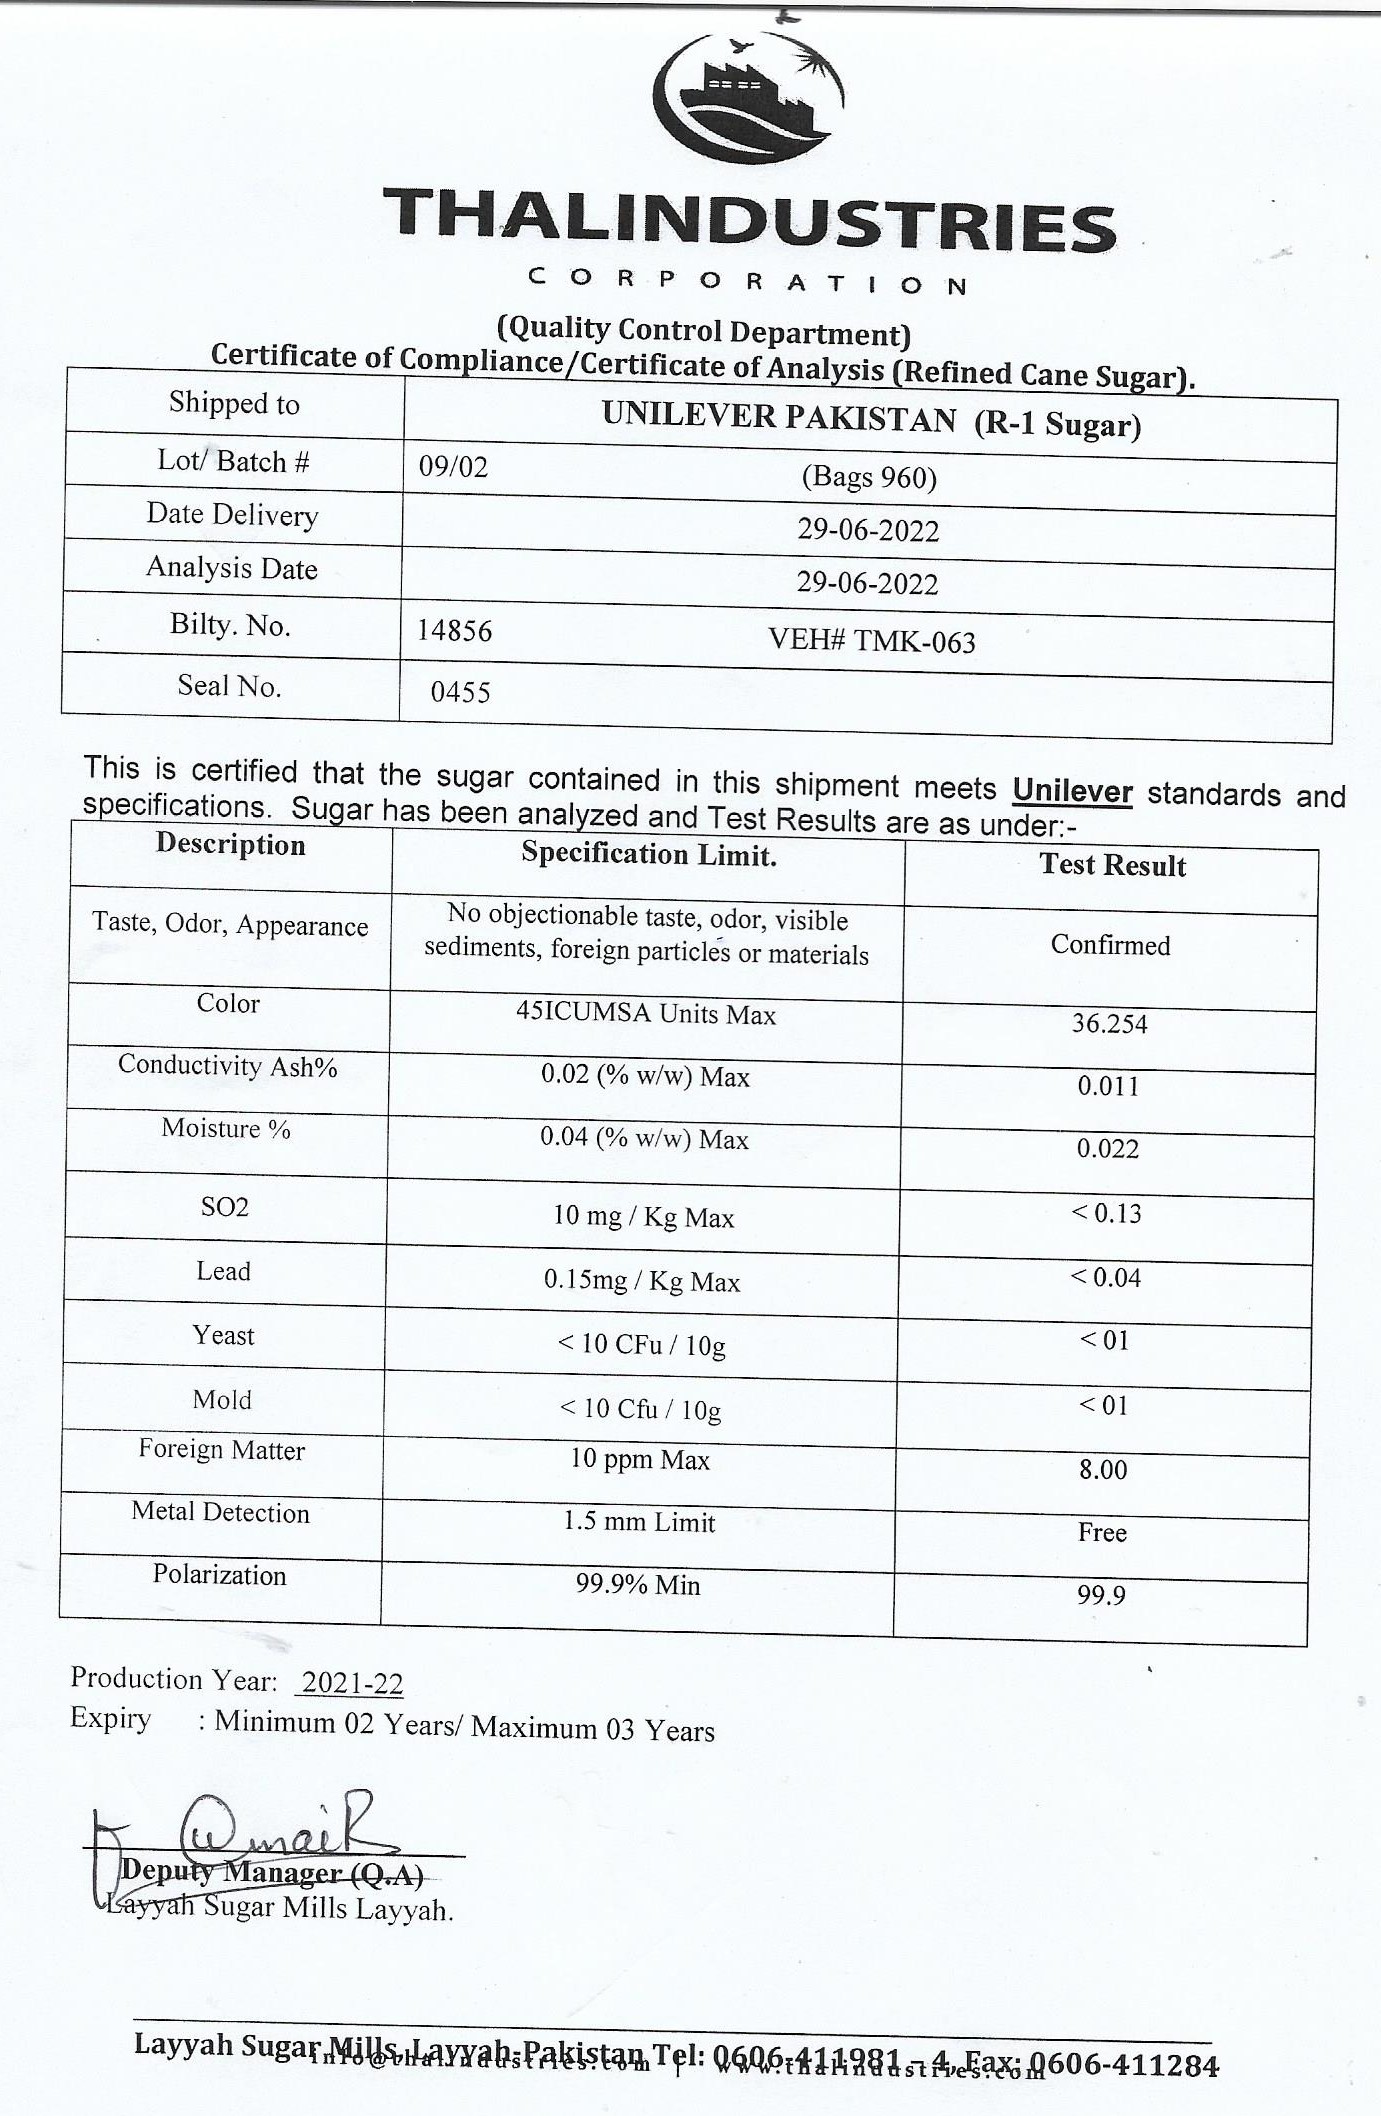 THALINDUSTRIES
CORPORATION
(Quality Control Department)
Certificate of Compliance/Certificate of Analysis (Refined Cane Sugar).
Shipped to UNILEVER PAKISTAN (R-1 Sugar)
Lot/ Batch # 09/02 (Bags 960)
Date Delivery 29-06-2022
Analysis Date 29-06-2022
Bilty. No. 14856 VEH# TMK-063
Seal No. 0455
This is certified that the sugar contained in this shipment meets Unilever standards and
specifications. Sugar has been analyzed and Test Results are as under:-
Description Specification Limit. Test Result
Taste, Odor, Appearance No objectionable taste, odor, visible
sediments, foreign particles or materials Confirmed
Color 45ICUMSA Units Max 36.254
Conductivity Ash% 0.02 (% w/w) Max 0.011
Moisture % 0.04 (% w/w) Max 0.022
SO2 10 mg / Kg Max < 0.13
Lead 0.15mg / Kg Max < 0.04
Yeast < 10 CFu / 10g < 01
Mold < 10 Cfu / 10g < 01
Foreign Matter 10 ppm Max 8.00
Metal Detection 1.5 mm Limit Free
Polarization 99.9% Min 99.9
Production Year: 2021-22
Expiry : Minimum 02 Years/ Maximum 03 Years
Deputy Manager (Q.A)
Layyah Sugar Mills Layyah.
Layyah Sugar Mills, Layyah-Pakistan Tel: 0606-411981 – 4, Fax: 0606-411284
info@thalindustries.com | www.thalindustries.com